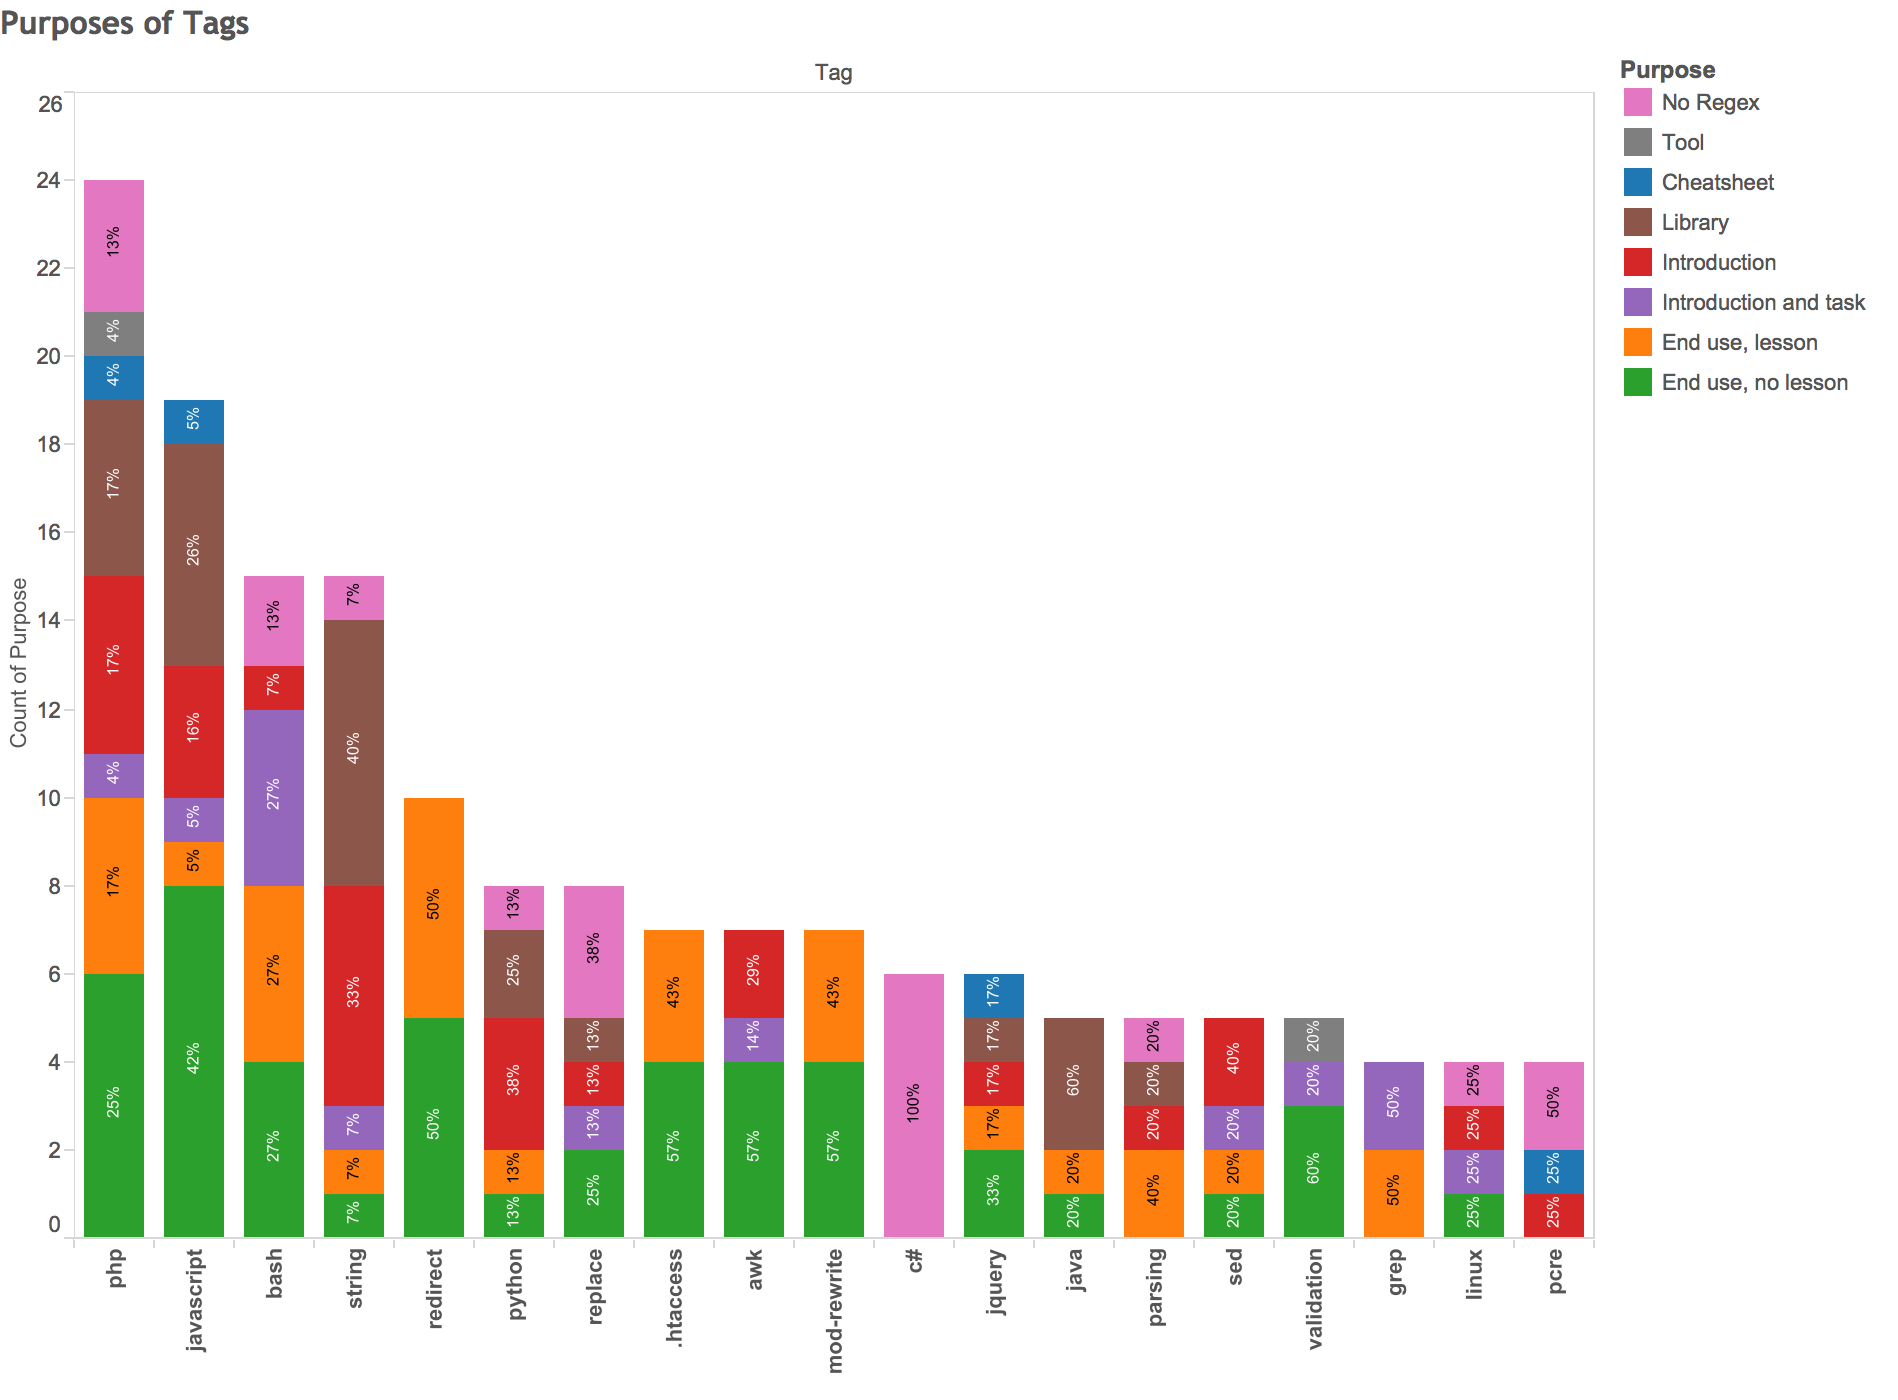 Purposes of Tags
Tag
Purpose
No Regex
Tool
Cheatsheet
Library
Introduction
Introduction and task
End use, lesson
End use, no lesson
Count of Purpose
26
24
22
20
18
16
14
12
10
8
6
4
2
0
13%
4%
4%
17%
17%
4%
17%
25%
5%
26%
16%
5%
5%
42%
13%
7%
27%
27%
27%
7%
40%
33%
7%
7%
7%
50%
50%
13%
25%
38%
13%
13%
38%
13%
13%
13%
25%
43%
57%
29%
14%
57%
43%
57%
100%
17%
17%
17%
17%
33%
60%
20%
20%
20%
20%
20%
40%
40%
20%
20%
20%
20%
20%
60%
50%
50%
25%
25%
25%
25%
50%
25%
25%
php
javascript
bash
string
redirect
python
replace
.htaccess
awk
mod-rewrite
c#
jquery
java
parsing
sed
validation
grep
linux
pcre